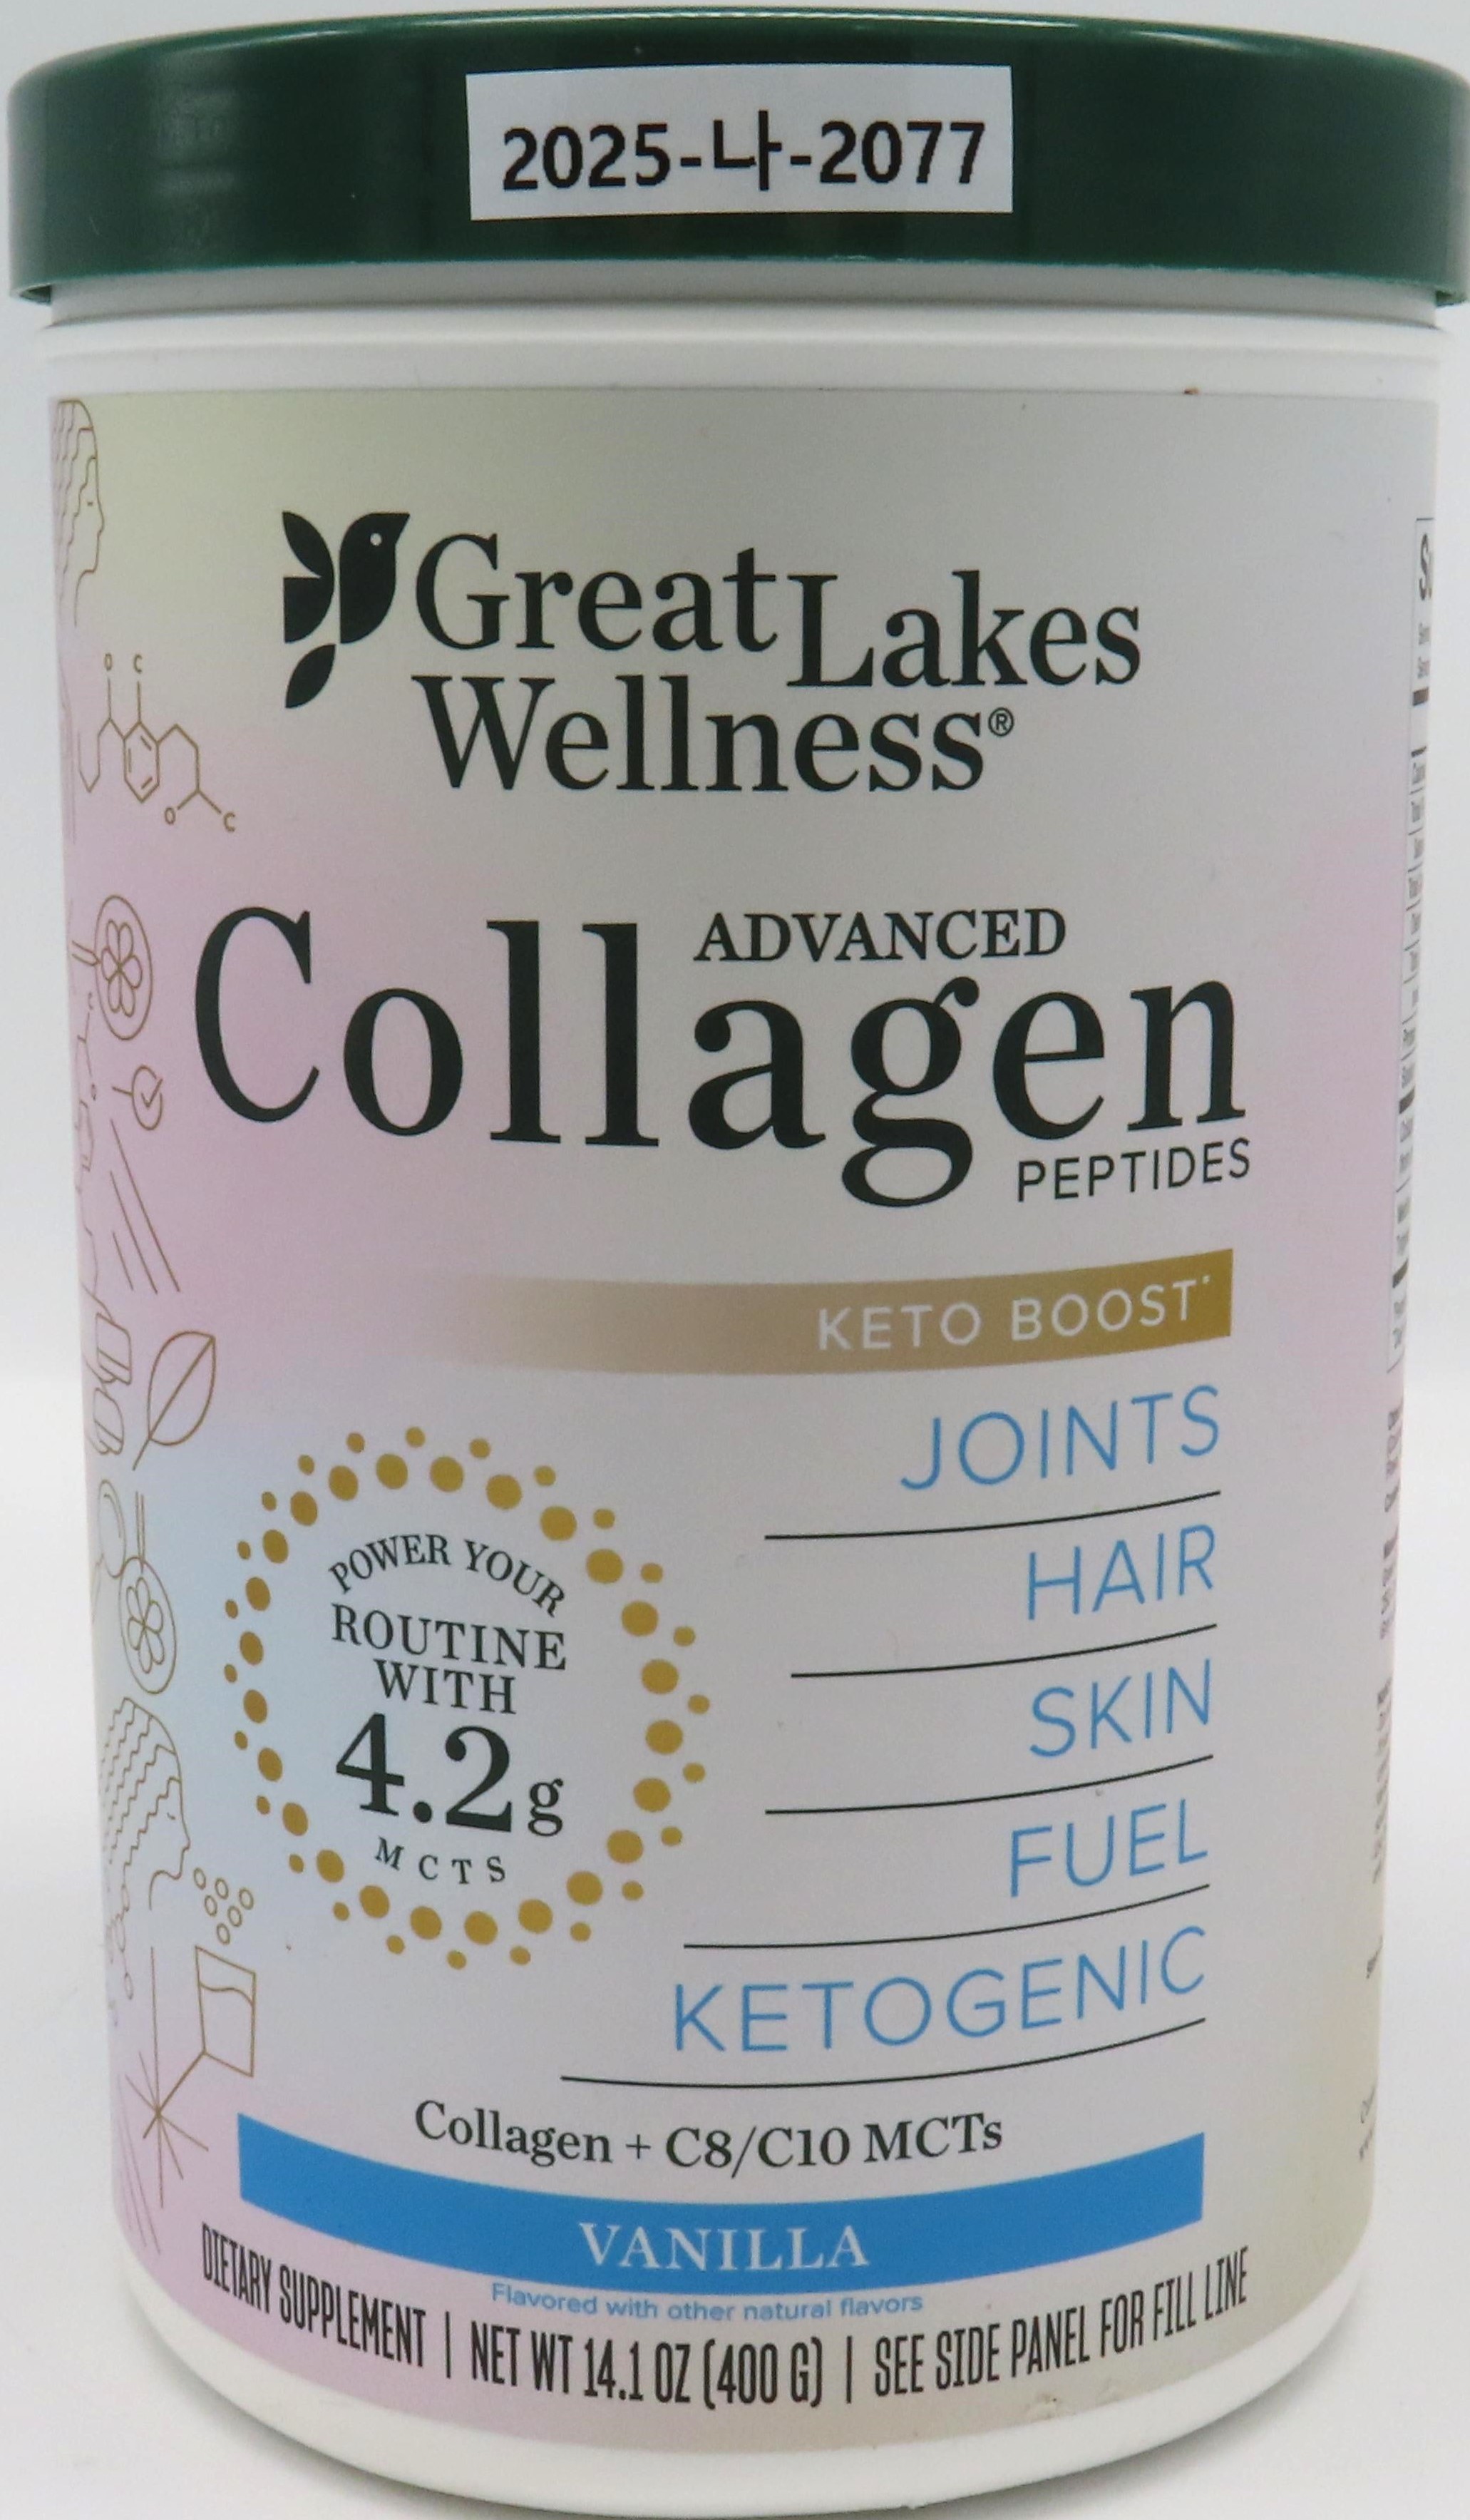 2025-나-2077
Great Lakes
Wellness®
ADVANCED
Collagen
PEPTIDES
KETO BOOST*
JOINTS
HAIR
SKIN
FUEL
KETOGENIC
POWER YOUR
ROUTINE
WITH
4.2g
MCTS
Collagen + C8/C10 MCTs
VANILLA
Flavored with other natural flavors
DIETARY SUPPLEMENT | NET WT 14.1 OZ (400 G) | SEE SIDE PANEL FOR FILL LINE